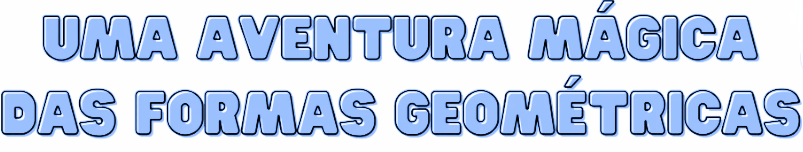 UMA AVENTURA MÁGICA
DAS FORMAS GEOMÉTRICAS